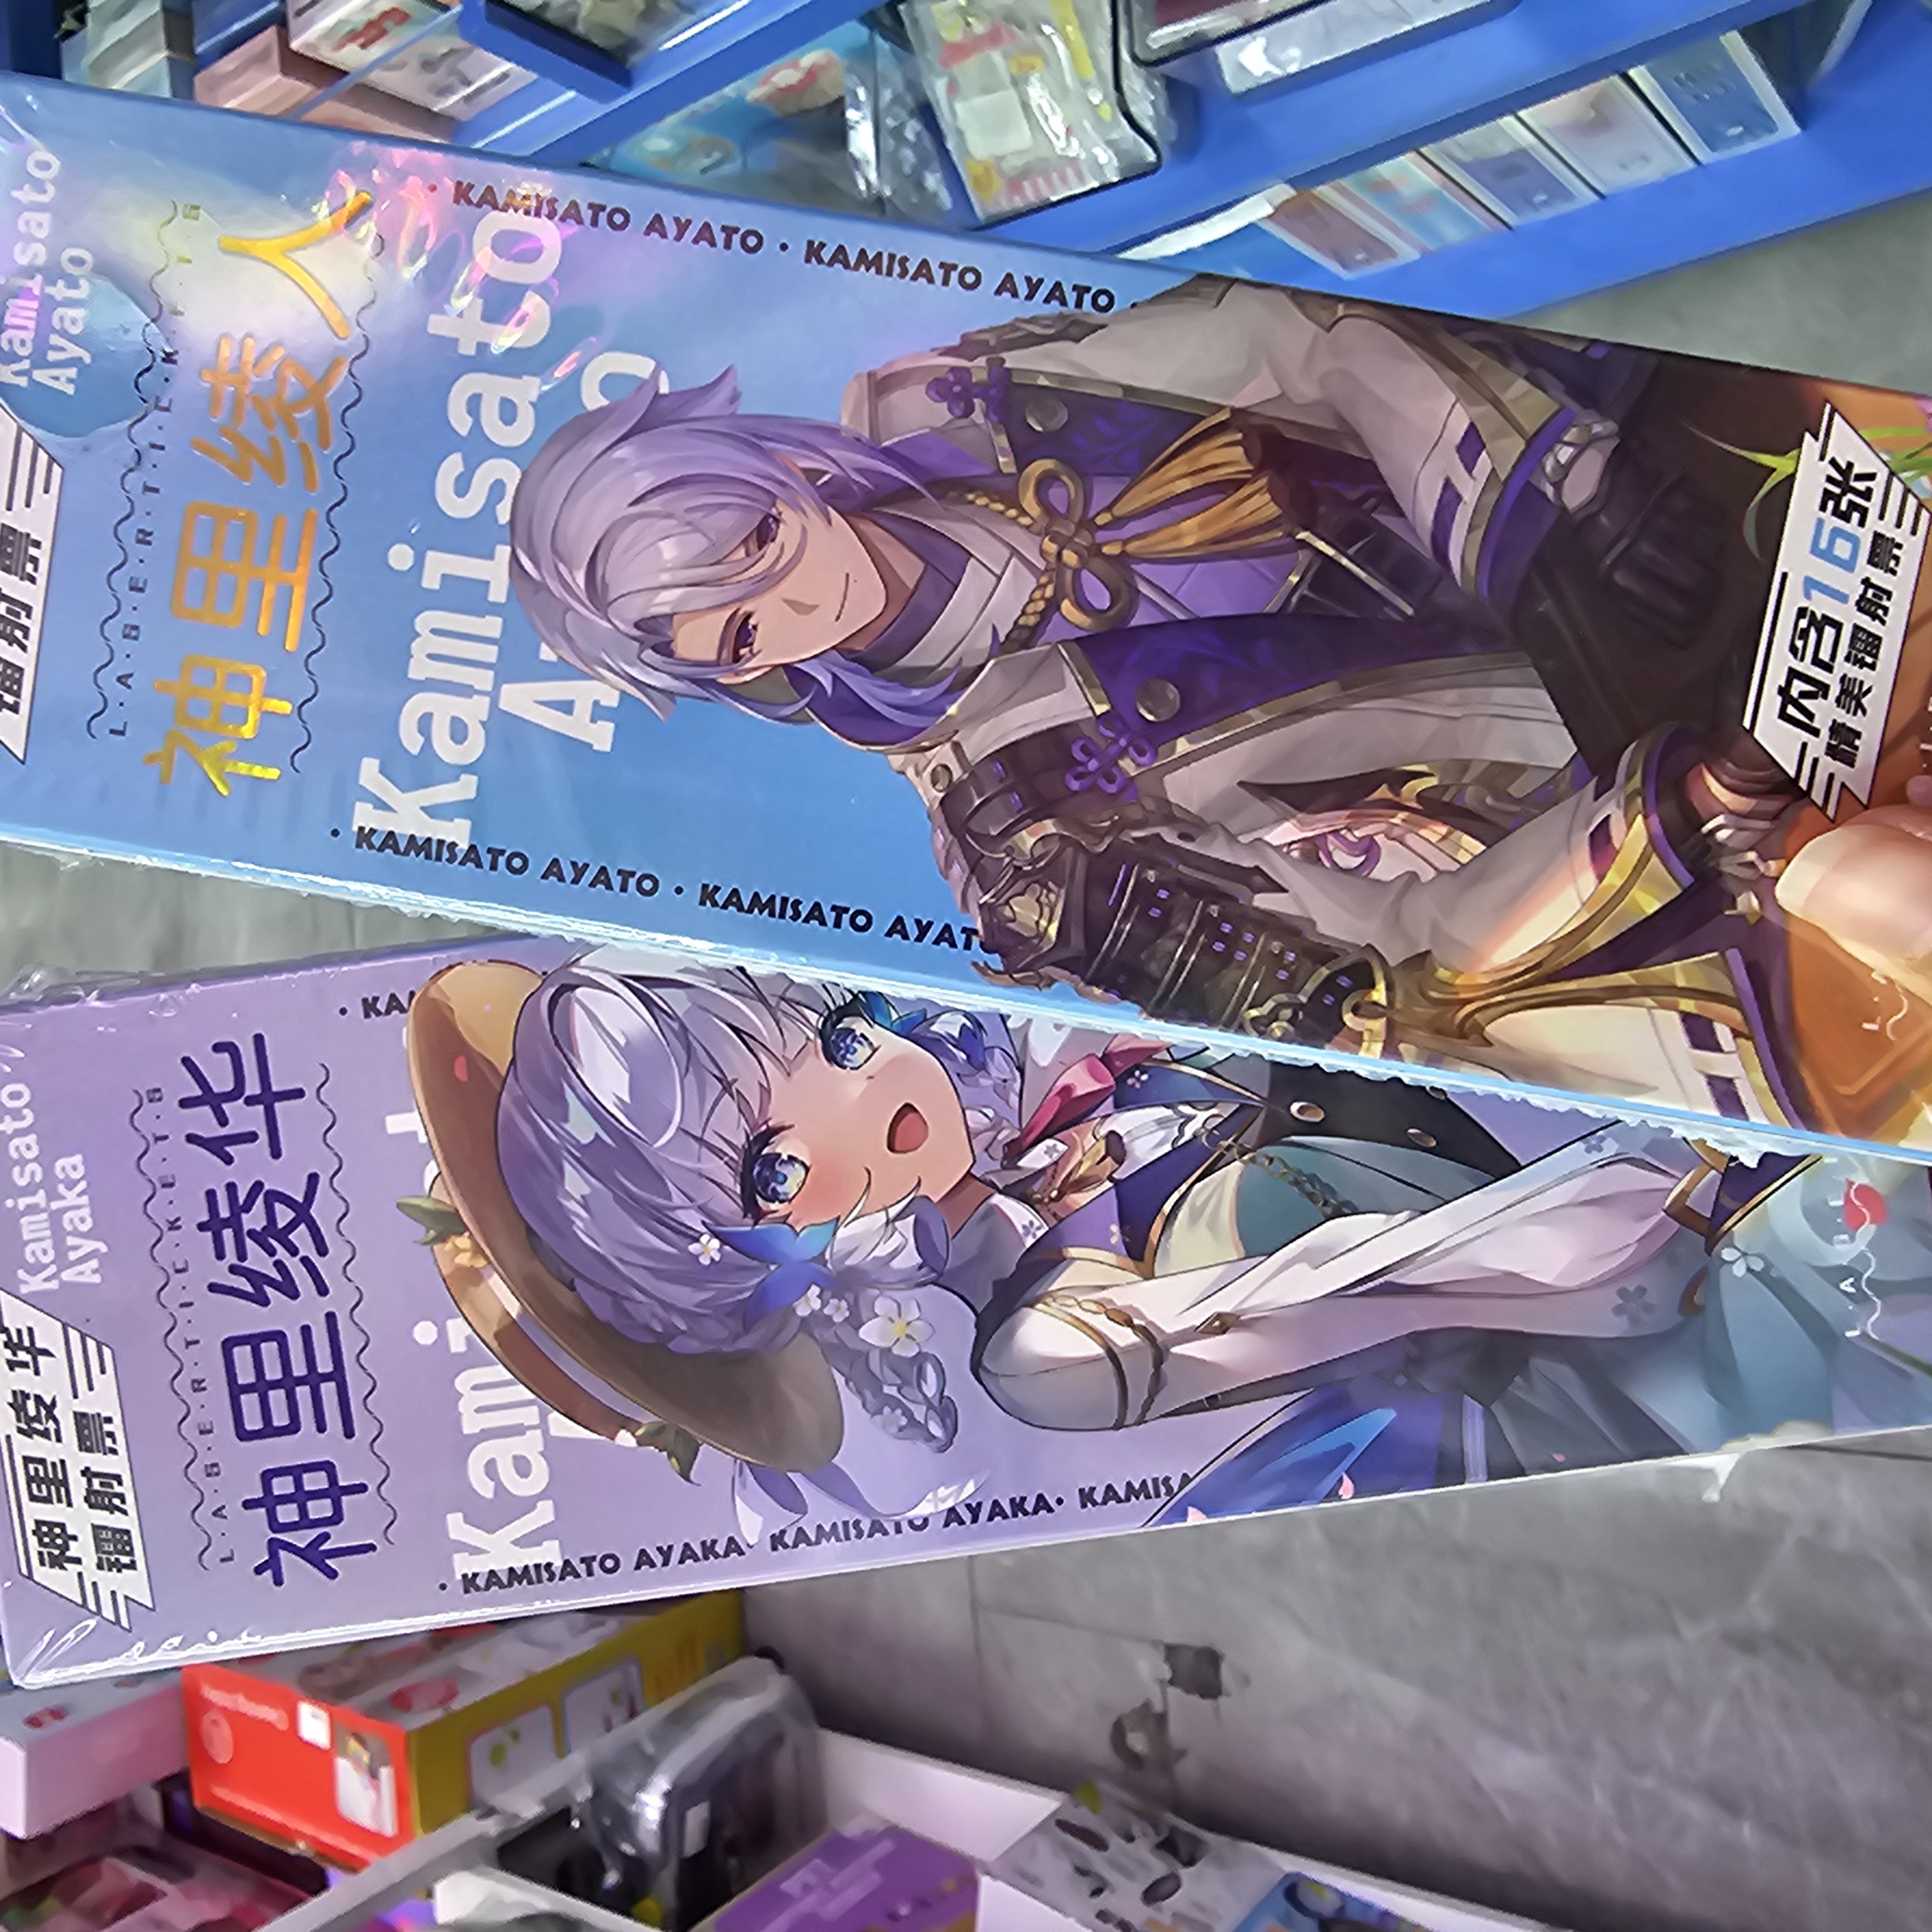 Kamisato
Ayato
镭射票
L·A·S·E·R·T·I·C·K·E·T·S
神里绫人
Kamisato
KAMISATO AYATO · KAMISATO AYATO
· KAMISATO AYATO · KAMISATO AYATO
内含16张
精美镭射票
Kamisato
Ayaka
神里绫华
镭射票
L·A·S·E·R·T·I·C·K·E·T·S
神里绫华
· KAMISATO AYAKA· KAMISATO AYAKA· KAMISA